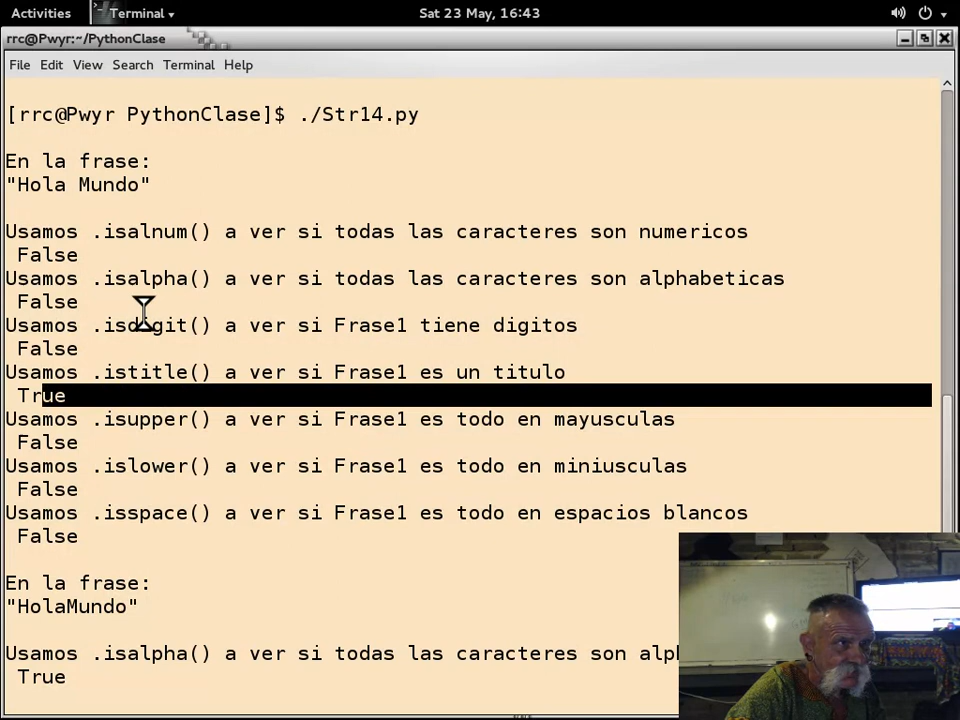 Activities Terminal Sat 23 May, 16:43
rrc@Pwyr:~/PythonClase
File Edit View Search Terminal Help
[rrc@Pwyr PythonClase]$ ./Str14.py
En la frase:
"Hola Mundo"
Usamos .isalnum() a ver si todas las caracteres son numericos
False
Usamos .isalpha() a ver si todas las caracteres son alphabeticas
False
Usamos .isdigit() a ver si Frase1 tiene digitos
False
Usamos .istitle() a ver si Frase1 es un titulo
True
Usamos .isupper() a ver si Frase1 es todo en mayusculas
False
Usamos .islower() a ver si Frase1 es todo en miniusculas
False
Usamos .isspace() a ver si Frase1 es todo en espacios blancos
False
En la frase:
"HolaMundo"
Usamos .isalpha() a ver si todas las caracteres son alph
True